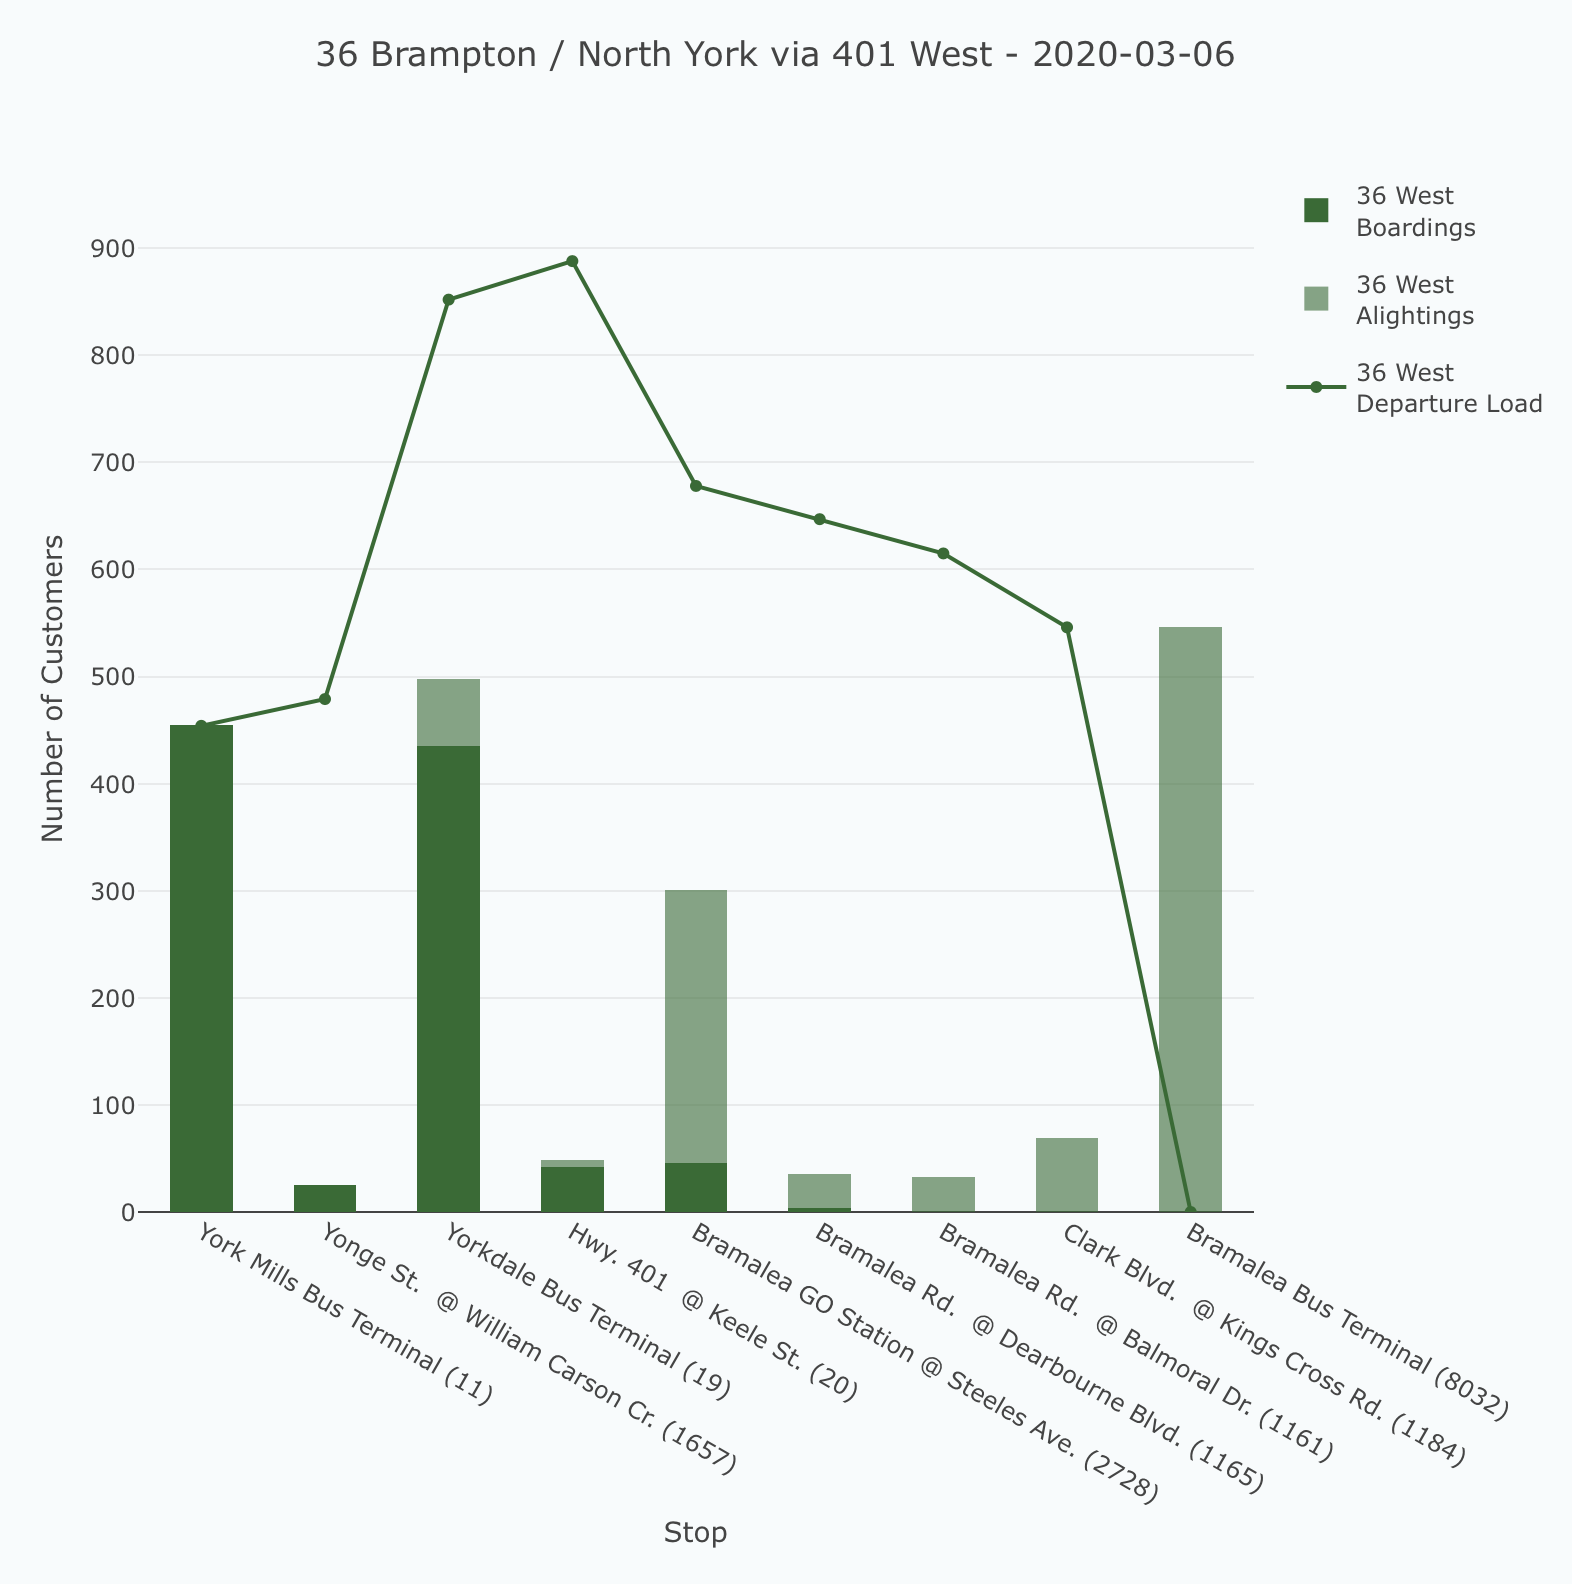 36 Brampton / North York via 401 West - 2020-03-06
36 West
Boardings
36 West
Alightings
36 West
Departure Load
Number of Customers
900
800
700
600
500
400
300
200
100
0
York Mills Bus Terminal (11)
Yonge St.  @ William Carson Cr. (1657)
Yorkdale Bus Terminal (19)
Hwy. 401  @ Keele St. (20)
Bramalea GO Station @ Steeles Ave. (2728)
Bramalea Rd.  @ Dearbourne Blvd. (1165)
Bramalea Rd.  @ Balmoral Dr. (1161)
Clark Blvd.  @ Kings Cross Rd. (1184)
Bramalea Bus Terminal (8032)
Stop